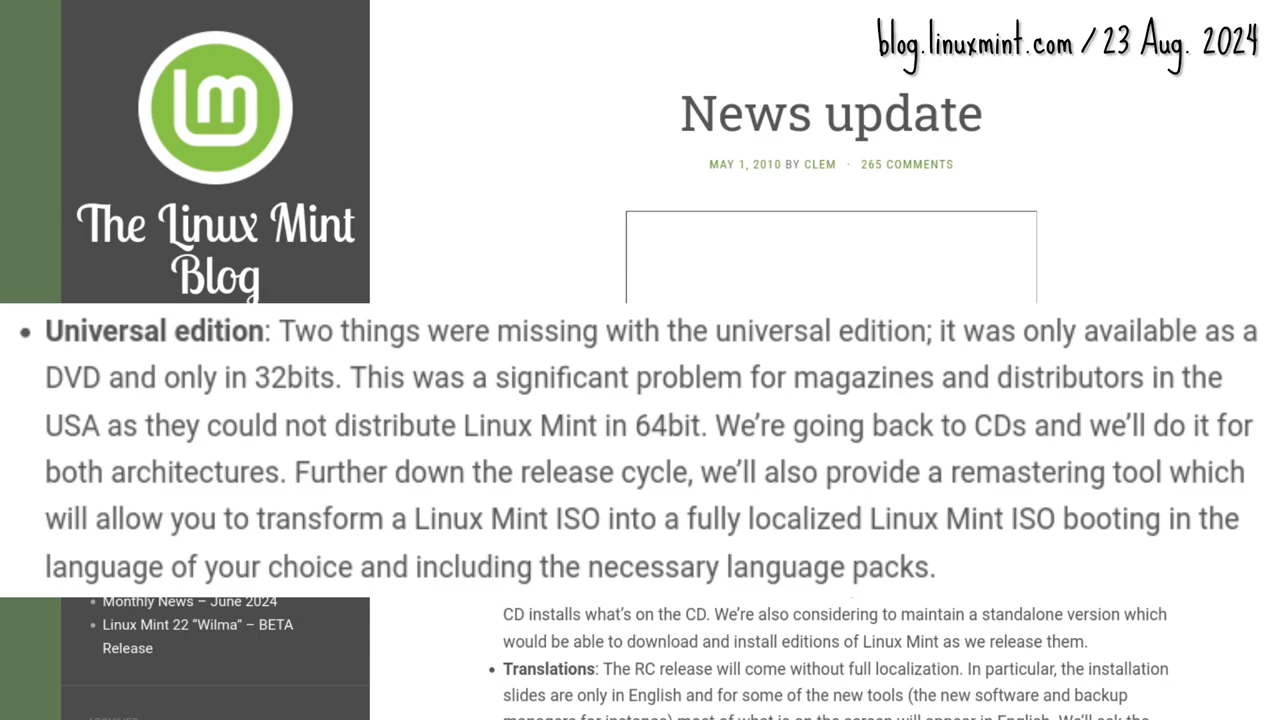 blog.linuxmint.com / 23 Aug. 2024
lm
The Linux Mint
Blog
News update
MAY 1, 2010 BY CLEM · 265 COMMENTS
• Universal edition: Two things were missing with the universal edition; it was only available as a
DVD and only in 32bits. This was a significant problem for magazines and distributors in the
USA as they could not distribute Linux Mint in 64bit. We’re going back to CDs and we’ll do it for
both architectures. Further down the release cycle, we’ll also provide a remastering tool which
will allow you to transform a Linux Mint ISO into a fully localized Linux Mint ISO booting in the
language of your choice and including the necessary language packs.
• Monthly News – June 2024
• Linux Mint 22 “Wilma” – BETA
Release
CD installs what’s on the CD. We’re also considering to maintain a standalone version which
would be able to download and install editions of Linux Mint as we release them.
• Translations: The RC release will come without full localization. In particular, the installation
slides are only in English and for some of the new tools (the new software and backup
managers for instance) most of what is on the screen will appear in English. We’ll ask the